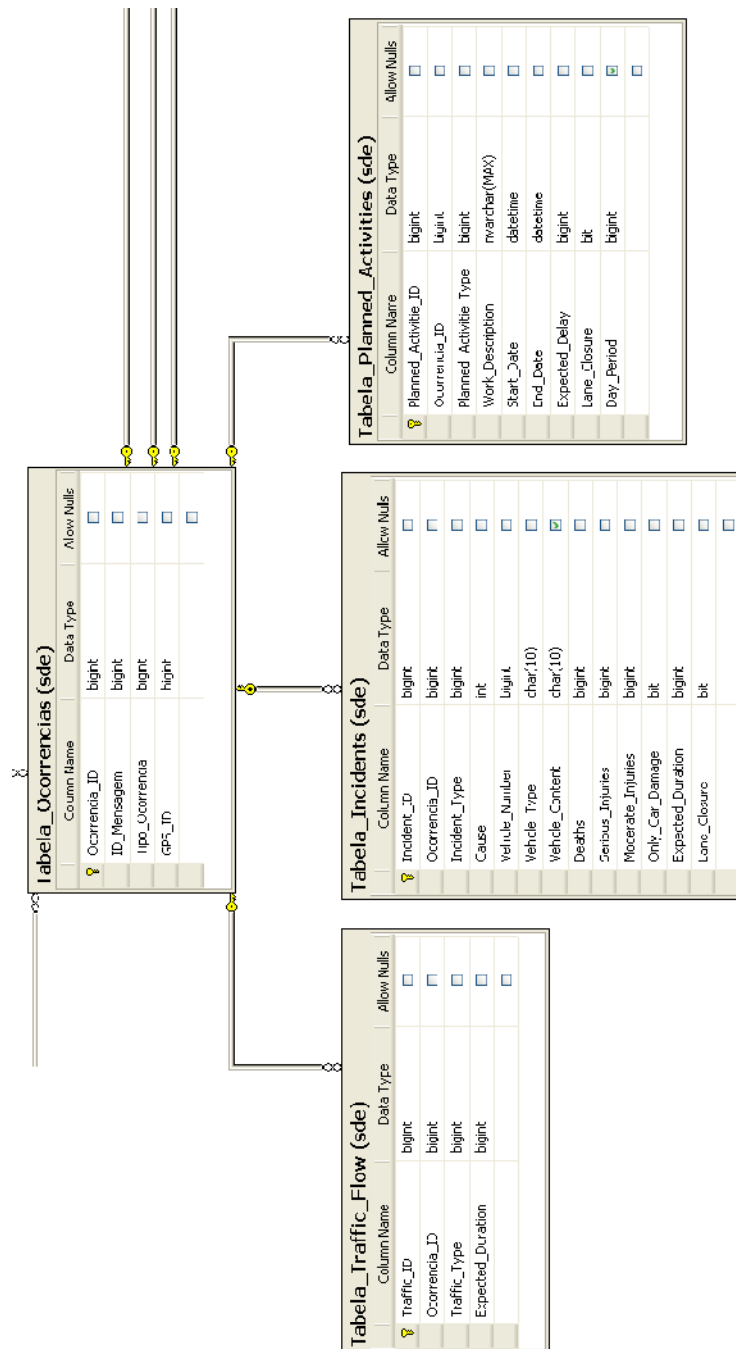 Tabela_Ocorrencias (sde)
Column Name Data Type Allow Nulls
Ocorrencia_ID bigint
ID_Mensagem bigint
Tipo_Ocorrencia bigint
GPS_ID bigint
Tabela_Traffic_Flow (sde)
Column Name Data Type Allow Nulls
Traffic_ID bigint
Ocorrencia_ID bigint
Traffic_Type bigint
Expected_Duration bigint
Tabela_Incidents (sde)
Column Name Data Type Allow Nulls
Incident_ID bigint
Ocorrencia_ID bigint
Incident_Type bigint
Cause int
Vehicle_Number bigint
Vehicle_Type char(10)
Vehicle_Content char(10)
Deaths bigint
Serious_Injuries bigint
Moderate_Injuries bigint
Only_Car_Damage bit
Expected_Duration bigint
Lane_Closure bit
Tabela_Planned_Activities (sde)
Column Name Data Type Allow Nulls
Planned_Activitie_ID bigint
Ocorrencia_ID bigint
Planned_Activitie_Type bigint
Work_Description nvarchar(MAX)
Start_Date datetime
End_Date datetime
Expected_Delay bigint
Lane_Closure bit
Day_Period bigint